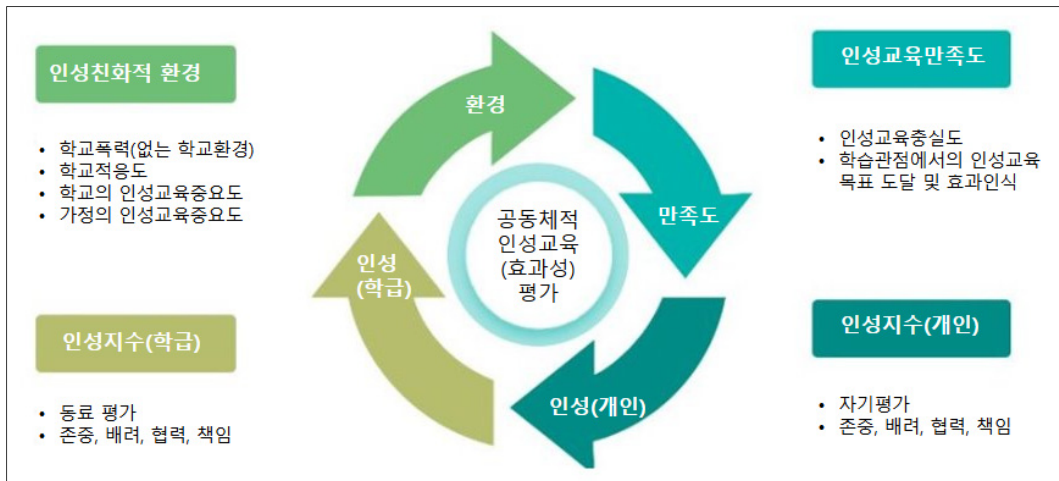 인성친화적 환경
• 학교폭력(없는 학교환경)
• 학교적응도
• 학교의 인성교육중요도
• 가정의 인성교육중요도
환경
인성교육만족도
• 인성교육충실도
• 학습관점에서의 인성교육
목표 도달 및 효과인식
만족도
공동체적
인성교육
(효과성)
평가
인성
(학급)
인성지수(학급)
• 동료 평가
• 존중, 배려, 협력, 책임
인성(개인)
인성지수(개인)
• 자기평가
• 존중, 배려, 협력, 책임